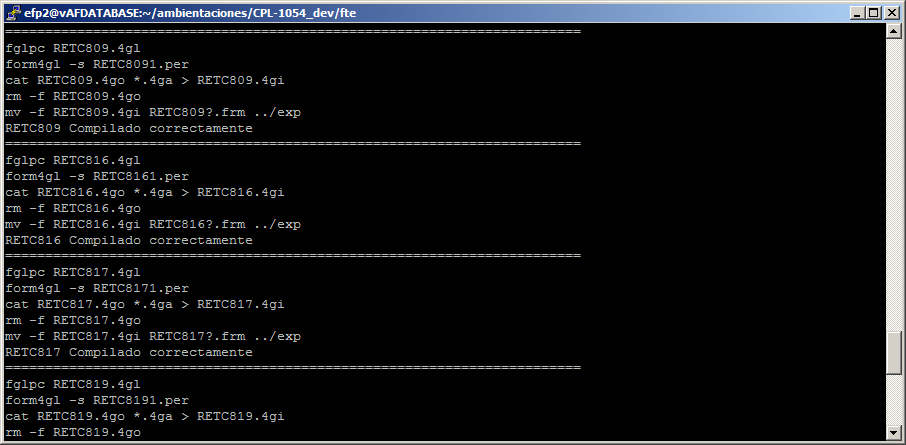 efp2@vAFDATABASE:~/ambientaciones/CPL-1054_dev/fte
========================================================================
fglpc RETC809.4gl
form4gl -s RETC8091.per
cat RETC809.4go *.4ga > RETC809.4gi
rm -f RETC809.4go
mv -f RETC809.4gi RETC809?.frm ../exp
RETC809 Compilado correctamente
========================================================================
fglpc RETC816.4gl
form4gl -s RETC8161.per
cat RETC816.4go *.4ga > RETC816.4gi
rm -f RETC816.4go
mv -f RETC816.4gi RETC816?.frm ../exp
RETC816 Compilado correctamente
========================================================================
fglpc RETC817.4gl
form4gl -s RETC8171.per
cat RETC817.4go *.4ga > RETC817.4gi
rm -f RETC817.4go
mv -f RETC817.4gi RETC817?.frm ../exp
RETC817 Compilado correctamente
========================================================================
fglpc RETC819.4gl
form4gl -s RETC8191.per
cat RETC819.4go *.4ga > RETC819.4gi
rm -f RETC819.4go